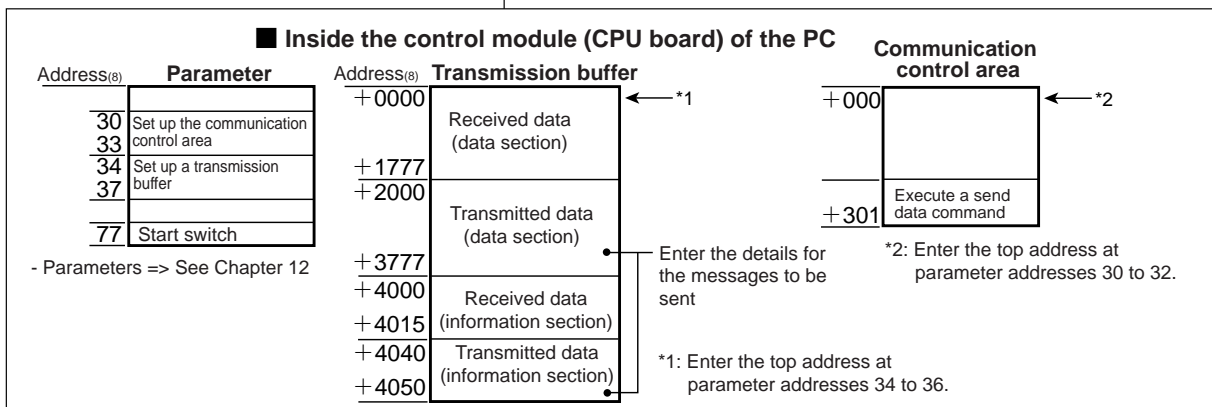 ■ Inside the control module (CPU board) of the PC
Address(8) Parameter
30 Set up the communication
33 control area
34 Set up a transmission
37 buffer
77 Start switch
- Parameters => See Chapter 12
Address(8) Transmission buffer
+0000
Received data
(data section)
+1777
+2000
Transmitted data
(data section)
+3777
+4000
Received data
+4015 (information section)
+4040 Transmitted data
(information section)
+4050
*1
Enter the details for
the messages to be
sent
*1: Enter the top address at
parameter addresses 34 to 36.
Communication
control area
+000
*2
Execute a send
+301 data command
*2: Enter the top address at
parameter addresses 30 to 32.